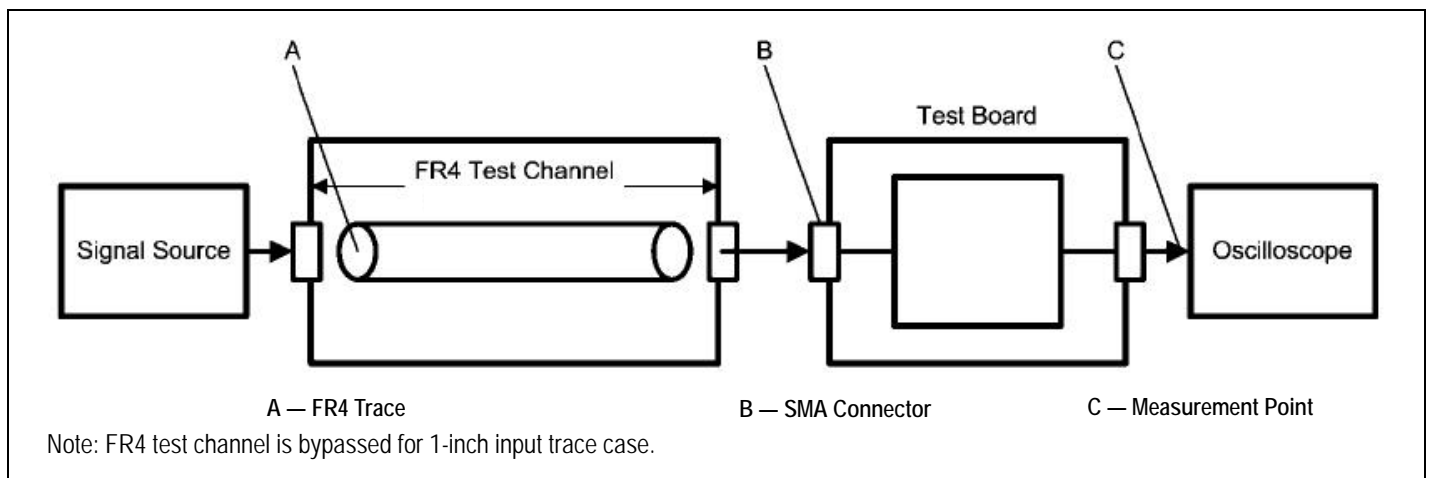 A
B
C
Test Board
FR4 Test Channel
Signal Source
Oscilloscope
A — FR4 Trace
B — SMA Connector
C — Measurement Point
Note: FR4 test channel is bypassed for 1-inch input trace case.